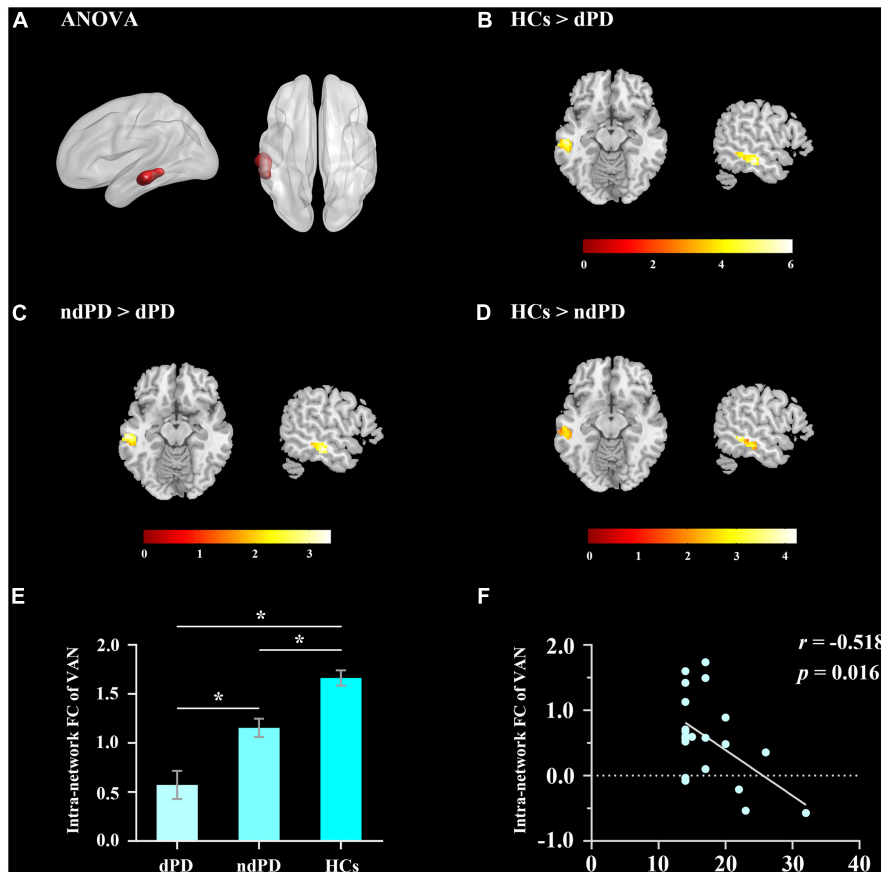 A ANOVA
B HCs > dPD
0 2 4 6
C ndPD > dPD
D HCs > ndPD
0 1 2 3
0 1 2 3 4
E
Intra-network FC of VAN
2.0
1.5
1.0
0.5
0.0
* * *
dPD ndPD HCs
F
Intra-network FC of VAN
2.0
1.0
0.0
-1.0
0 10 20 30 40
r = -0.518
p = 0.016